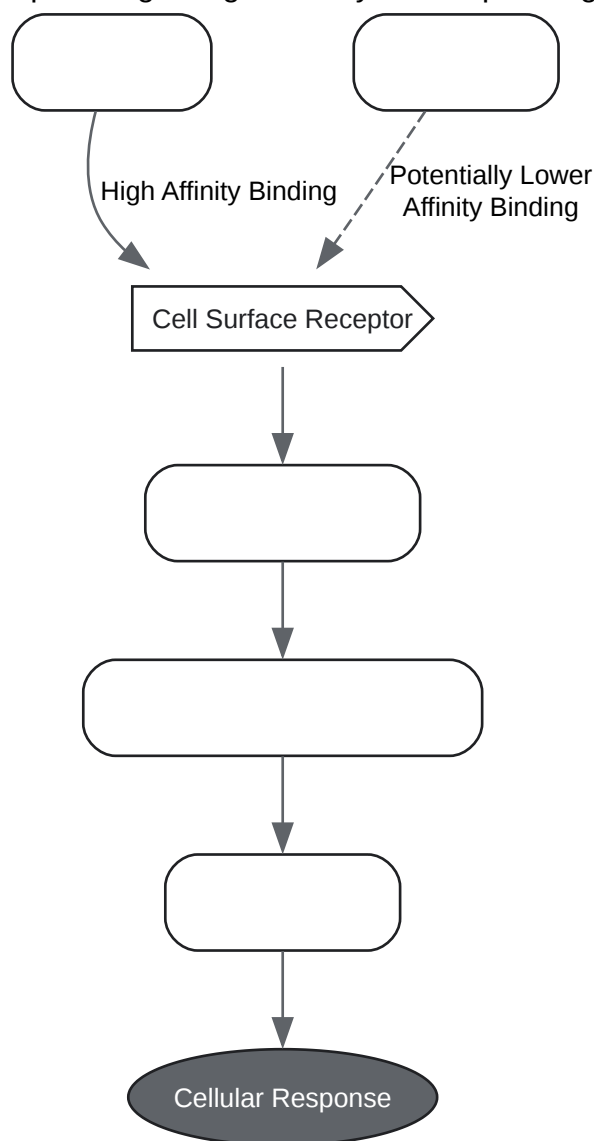 High Affinity Binding
Potentially Lower
Affinity Binding
Cell Surface Receptor
Cellular Response